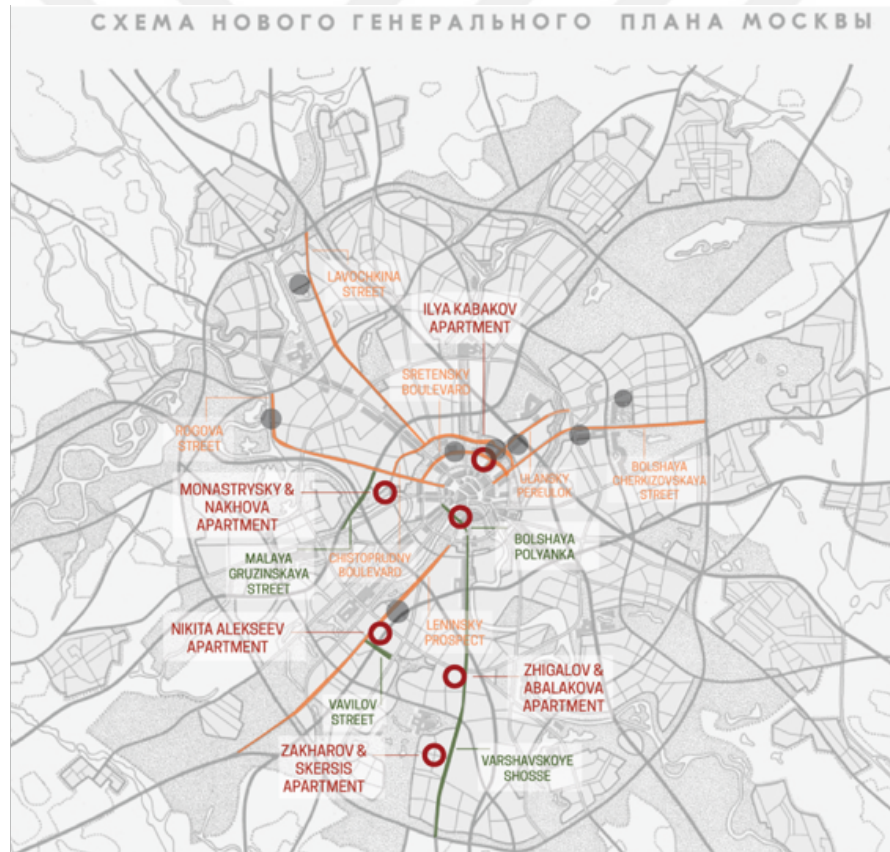 СХЕМА НОВОГО ГЕНЕРАЛЬНОГО ПЛАНА МОСКВЫ
LAVOCHKINA
STREET
ILYA KABAKOV
APARTMENT
SRETENSKY
BOULEVARD
ROGOVA
STREET
ULANSKY
PEREULOK
BOLSHAYA
CHERKIZOVSKAYA
STREET
MONASTRYSKY &
NAKHOVA
APARTMENT
MALAYA
GRUZINSKAYA
STREET
CHISTOPRUDNY
BOULEVARD
BOLSHAYA
POLYANKA
NIKITA ALEKSEEV
APARTMENT
LENINSKY
PROSPECT
ZHIGALOV &
ABALAKOVA
APARTMENT
VAVILOV
STREET
ZAKHAROV &
SKERSIS
APARTMENT
VARSHAVSKOYE
SHOSSE